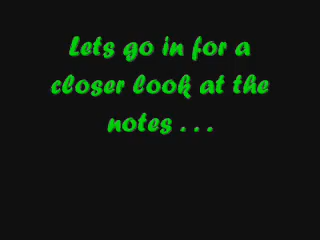 Lets go in for a
closer look at the
notes . . .